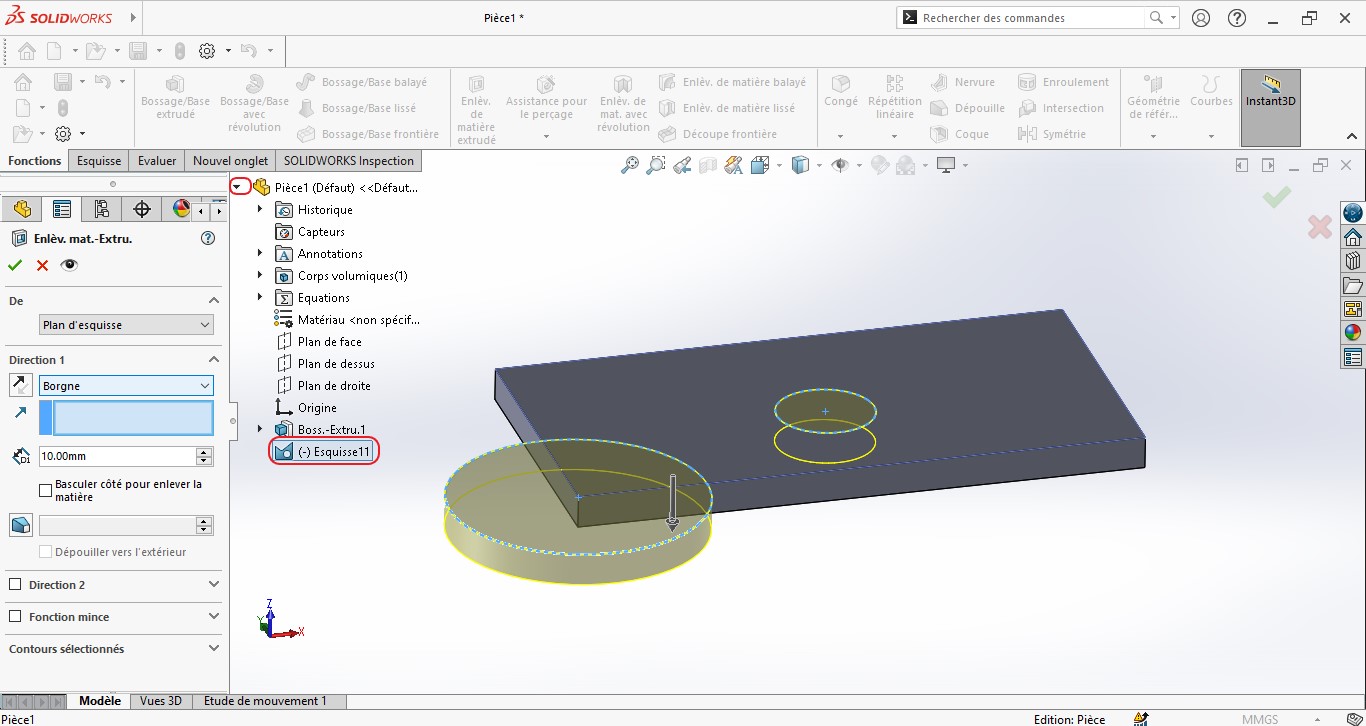 SOLIDWORKS
Pièce1 *
Rechercher des commandes
Bossage/Base
extrudé
Bossage/Base
avec
révolution
Bossage/Base balayé
Bossage/Base lissé
Bossage/Base frontière
Enlèv.
de
matière
extrudé
Assistance pour
le perçage
Enlèv. de
mat. avec
révolution
Enlèv. de matière balayé
Enlèv. de matière lissé
Découpe frontière
Congé
Répétition
linéaire
Nervure
Dépouille
Coque
Enroulement
Intersection
Symétrie
Géométrie
de référ...
Courbes
Instant3D
Fonctions
Esquisse
Evaluer
Nouvel onglet
SOLIDWORKS Inspection
Enlèv. mat.-Extru.
De
Plan d'esquisse
Direction 1
Borgne
D1
10.00mm
Basculer côté pour enlever la
matière
Dépouiller vers l'extérieur
Direction 2
Fonction mince
Contours sélectionnés
Pièce1 (Défaut) <<Défaut...
Historique
Capteurs
Annotations
Corps volumiques(1)
Equations
Matériau <non spécif...
Plan de face
Plan de dessus
Plan de droite
Origine
Boss.-Extru.1
(-) Esquisse11
Z
Y
X
Modèle
Vues 3D
Etude de mouvement 1
Pièce1
Edition: Pièce
MMGS